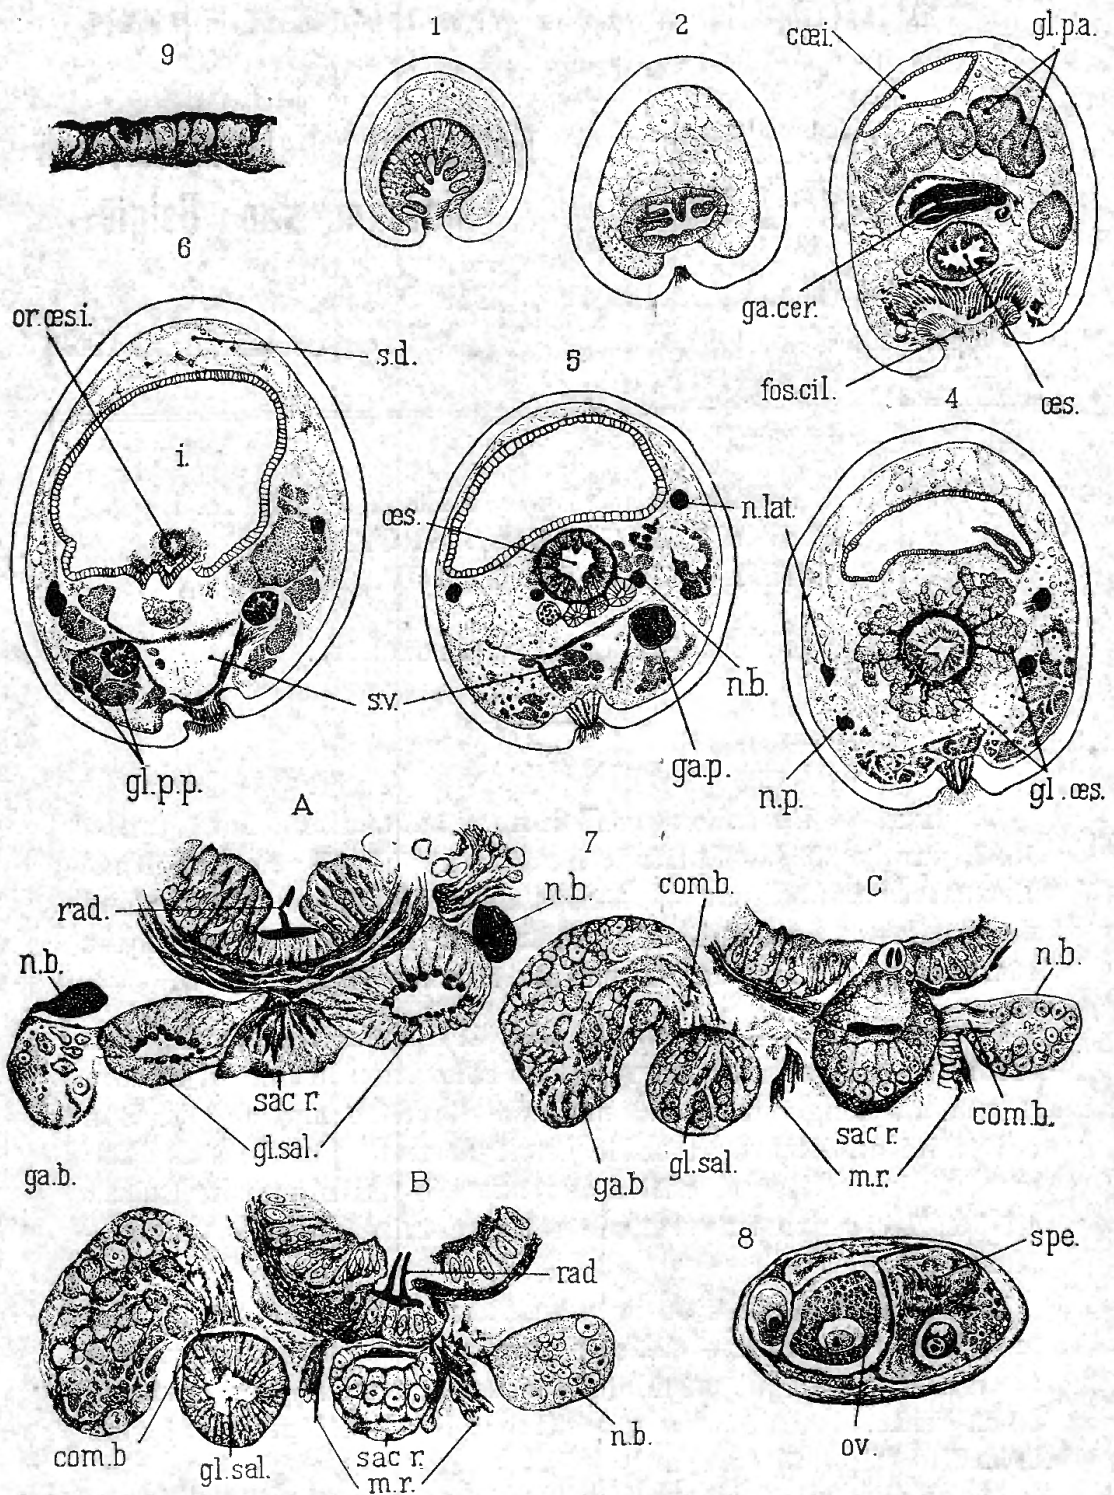 1
2
cœi.
gl.p.a.
9
6
ga.cer.
or.œs.i.
s.d.
5
fos.cil.
œs.
4
i.
œs.
n.lat.
s.v.
n.b.
ga.p.
gl.p.p.
n.p.
gl.œs.
A
7
rad.
n.b.
com.b.
C
n.b.
n.b.
sac r.
gl.sal.
ga.b.
com.b.
sac r.
gl.sal.
m.r.
ga.b
B
8
spe.
rad
com.b
gl.sal.
sac r.
m.r.
n.b.
ov.